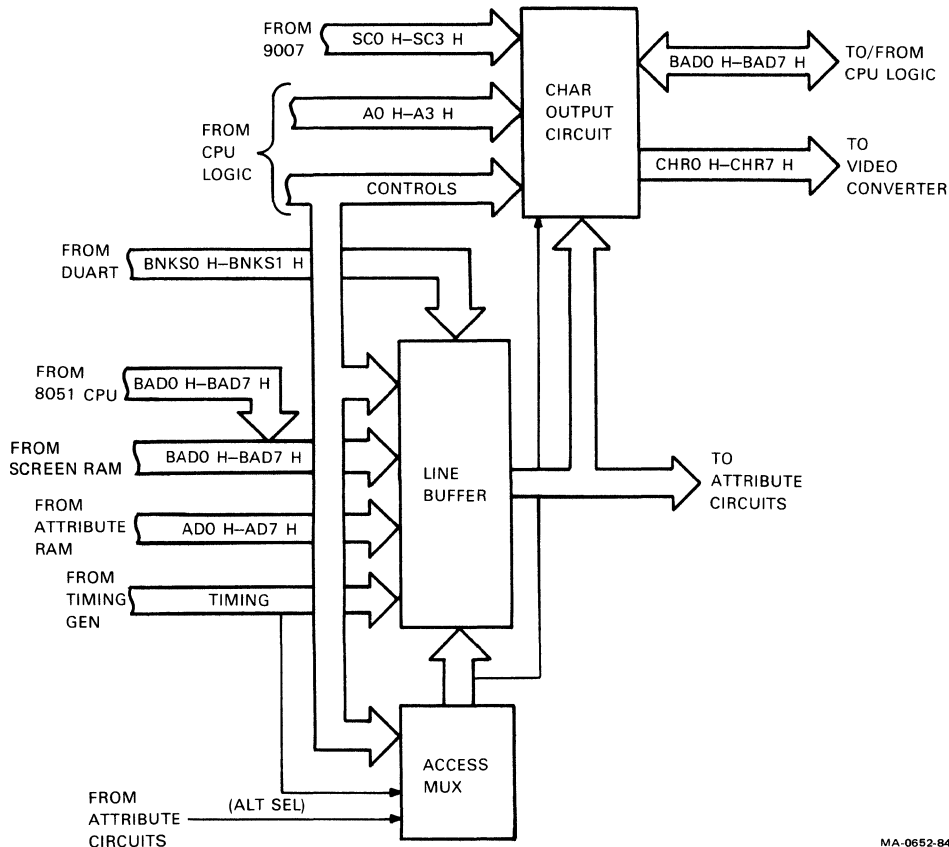 FROM
9007
SC0 H–SC3 H
FROM
CPU
LOGIC
A0 H–A3 H
CONTROLS
CHAR
OUTPUT
CIRCUIT
BAD0 H–BAD7 H
TO/FROM
CPU LOGIC
CHR0 H–CHR7 H
TO
VIDEO
CONVERTER
FROM
DUART
BNKS0 H–BNKS1 H
FROM
8051 CPU
BAD0 H–BAD7 H
FROM
SCREEN RAM
BAD0 H–BAD7 H
FROM
ATTRIBUTE
RAM
AD0 H–AD7 H
FROM
TIMING
GEN
TIMING
LINE
BUFFER
TO
ATTRIBUTE
CIRCUITS
ACCESS
MUX
FROM
ATTRIBUTE
CIRCUITS
(ALT SEL)
MA-0652-84